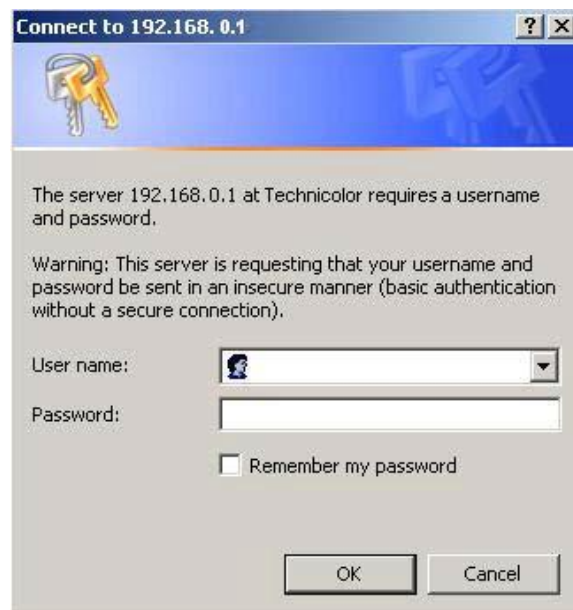 Connect to 192.168.0.1
The server 192.168.0.1 at Technicolor requires a username
and password.
Warning: This server is requesting that your username and
password be sent in an insecure manner (basic authentication
without a secure connection).
User name:
Password:
Remember my password
OK
Cancel